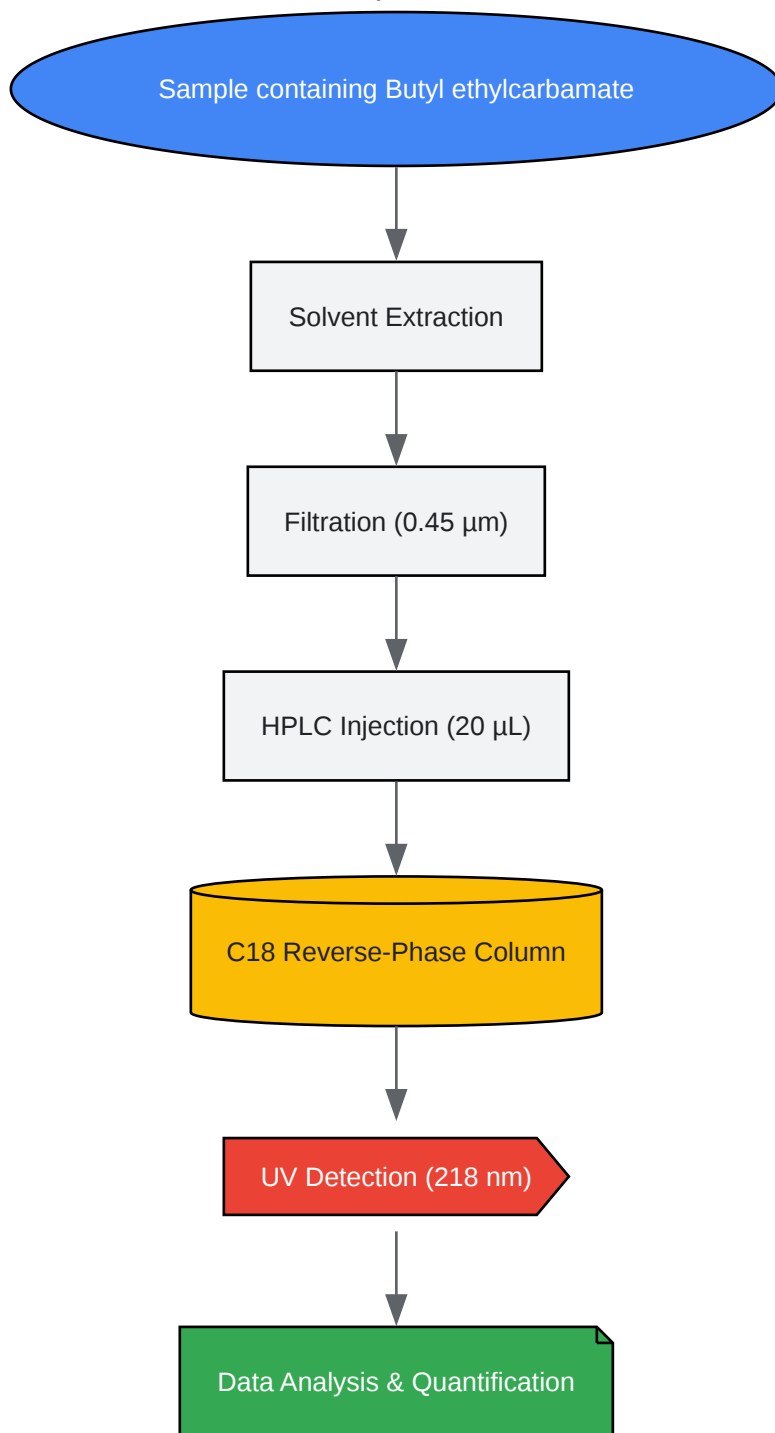 Sample containing Butyl ethylcarbamate
Solvent Extraction
Filtration (0.45 µm)
HPLC Injection (20 µL)
C18 Reverse-Phase Column
UV Detection (218 nm)
Data Analysis & Quantification